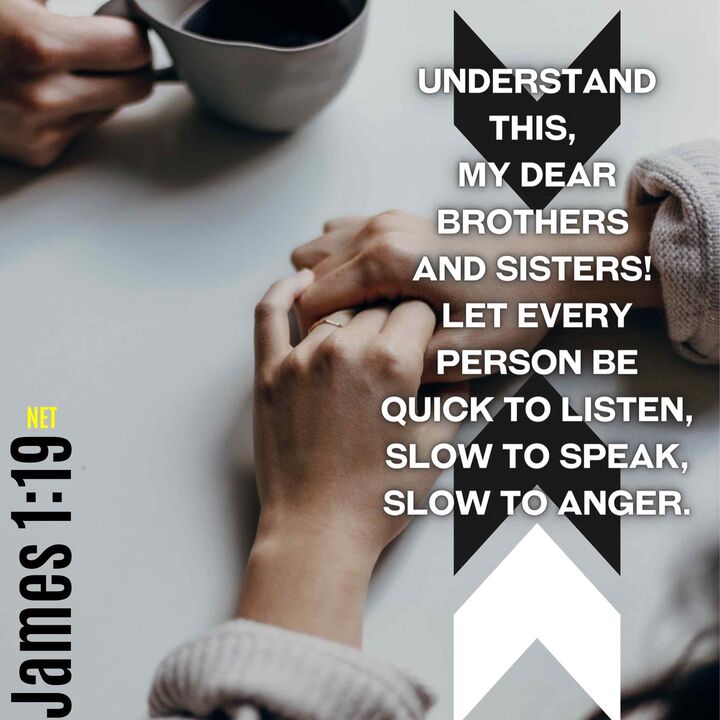 UNDERSTAND
THIS,
MY DEAR
BROTHERS
AND SISTERS!
LET EVERY
PERSON BE
QUICK TO LISTEN,
SLOW TO SPEAK,
SLOW TO ANGER.
NET
James 1:19